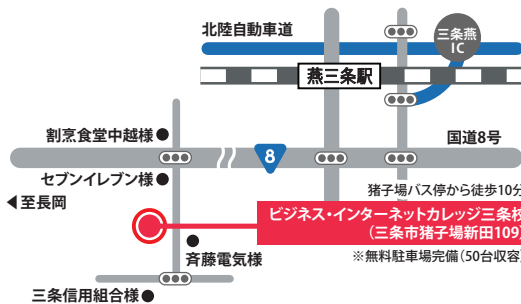 北陸自動車道
三条燕
IC
燕三条駅
割烹食堂中越様
国道8号
8
セブンイレブン様
猪子場バス停から徒歩10分
◀至長岡
ビジネス・インターネットカレッジ三条校
(三条市猪子場新田109)
斉藤電気様
※無料駐車場完備(50台収容)
三条信用組合様